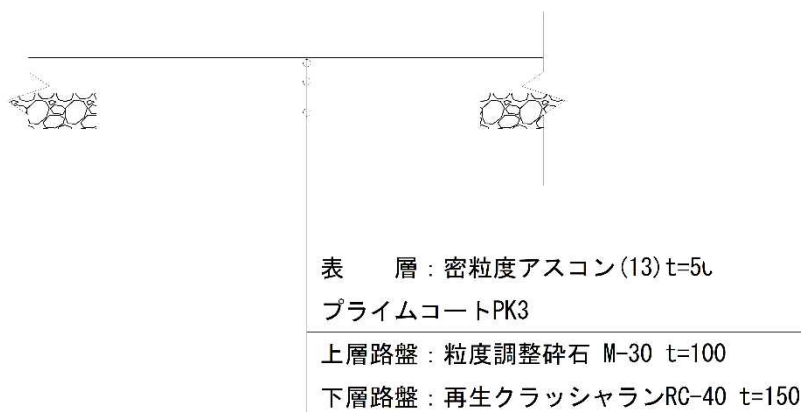 表　　層：密粒度アスコン(13)t=50
プライムコートPK3
上層路盤：粒度調整砕石 M-30 t=100
下層路盤：再生クラッシャランRC-40 t=150